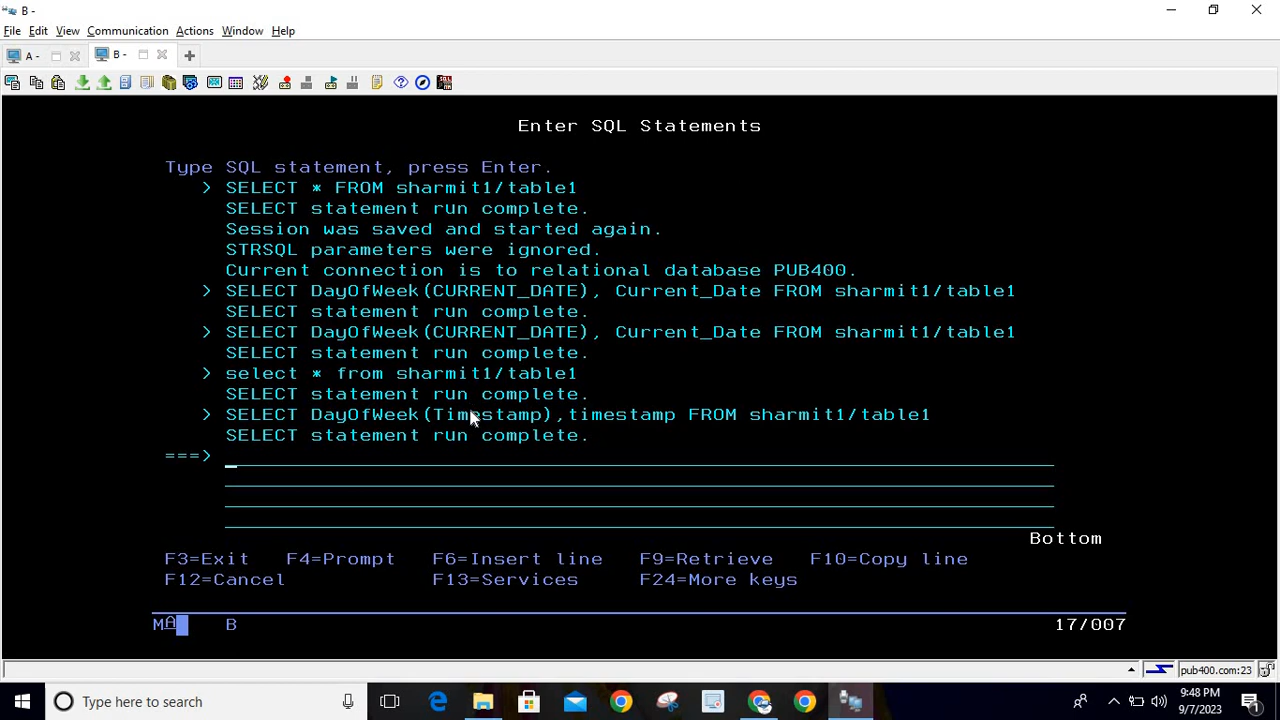 B -
File Edit View Communication Actions Window Help
A - B -
Enter SQL Statements
Type SQL statement, press Enter.
> SELECT * FROM sharmit1/table1
SELECT statement run complete.
Session was saved and started again.
STRSQL parameters were ignored.
Current connection is to relational database PUB400.
> SELECT DayOfWeek(CURRENT_DATE), Current_Date FROM sharmit1/table1
SELECT statement run complete.
> SELECT DayOfWeek(CURRENT_DATE), Current_Date FROM sharmit1/table1
SELECT statement run complete.
> select * from sharmit1/table1
SELECT statement run complete.
> SELECT DayOfWeek(Timestamp),timestamp FROM sharmit1/table1
SELECT statement run complete.
===>
Bottom
F3=Exit F4=Prompt F6=Insert line F9=Retrieve F10=Copy line
F12=Cancel F13=Services F24=More keys
MA B 17/007
pub400.com:23
Type here to search
9:48 PM
9/7/2023